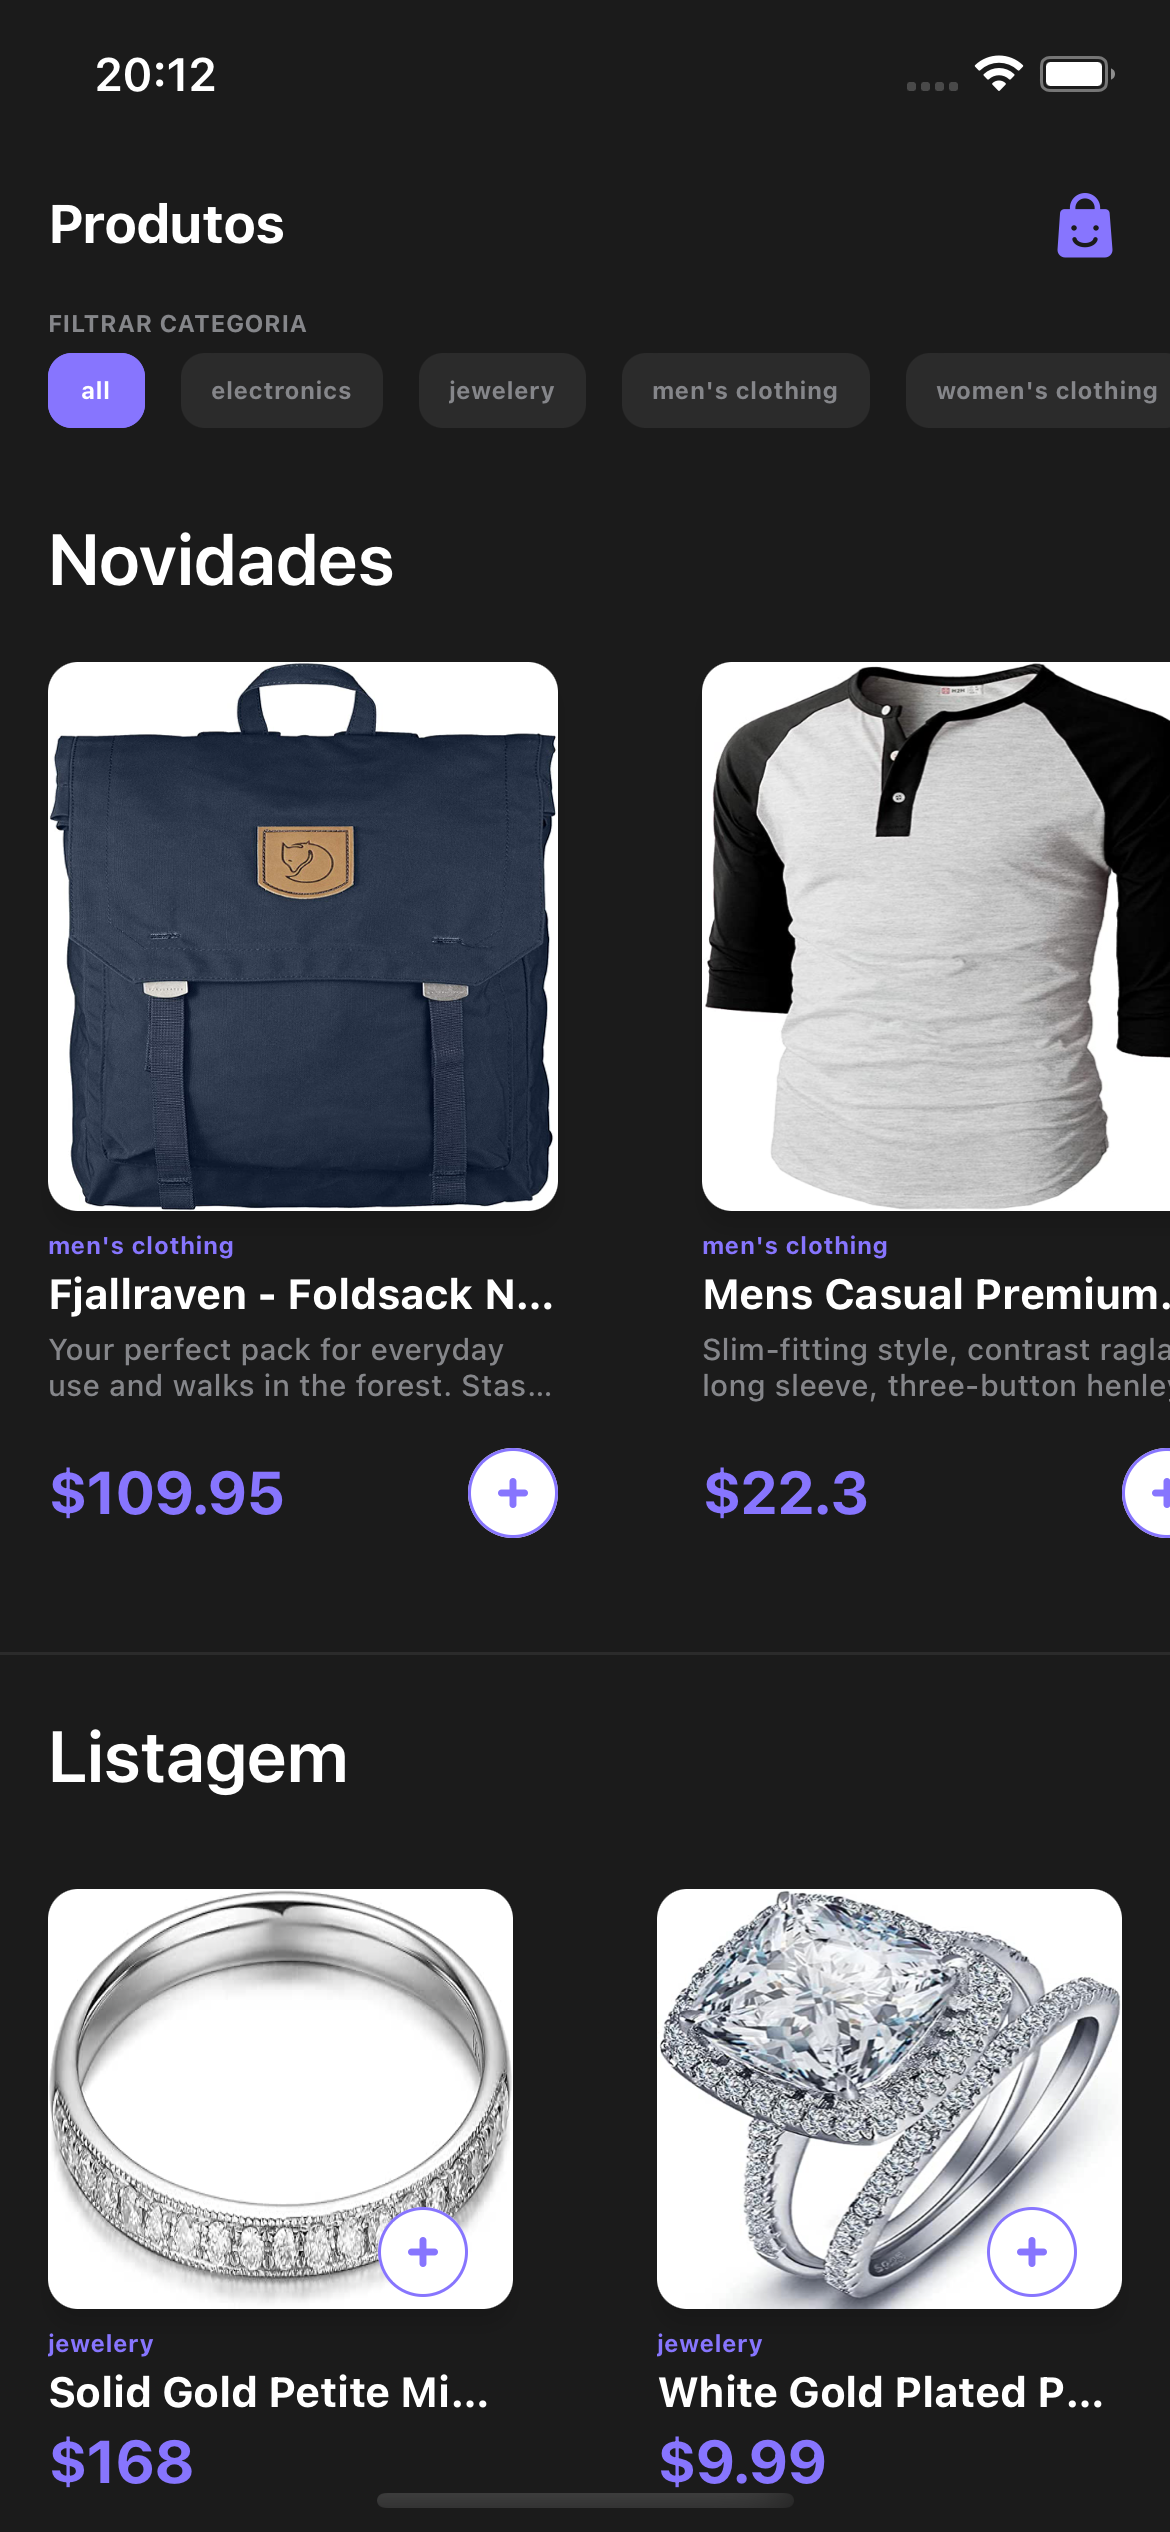 20:12
Produtos
FILTRAR CATEGORIA
all electronics jewelery men's clothing women's clothing
Novidades
men's clothing
Fjallraven - Foldsack N...
Your perfect pack for everyday
use and walks in the forest. Stas...
$109.95
men's clothing
Mens Casual Premium.
Slim-fitting style, contrast ragla
long sleeve, three-button henley
$22.3
Listagem
jewelery
Solid Gold Petite Mi...
$168
jewelery
White Gold Plated P...
$9.99